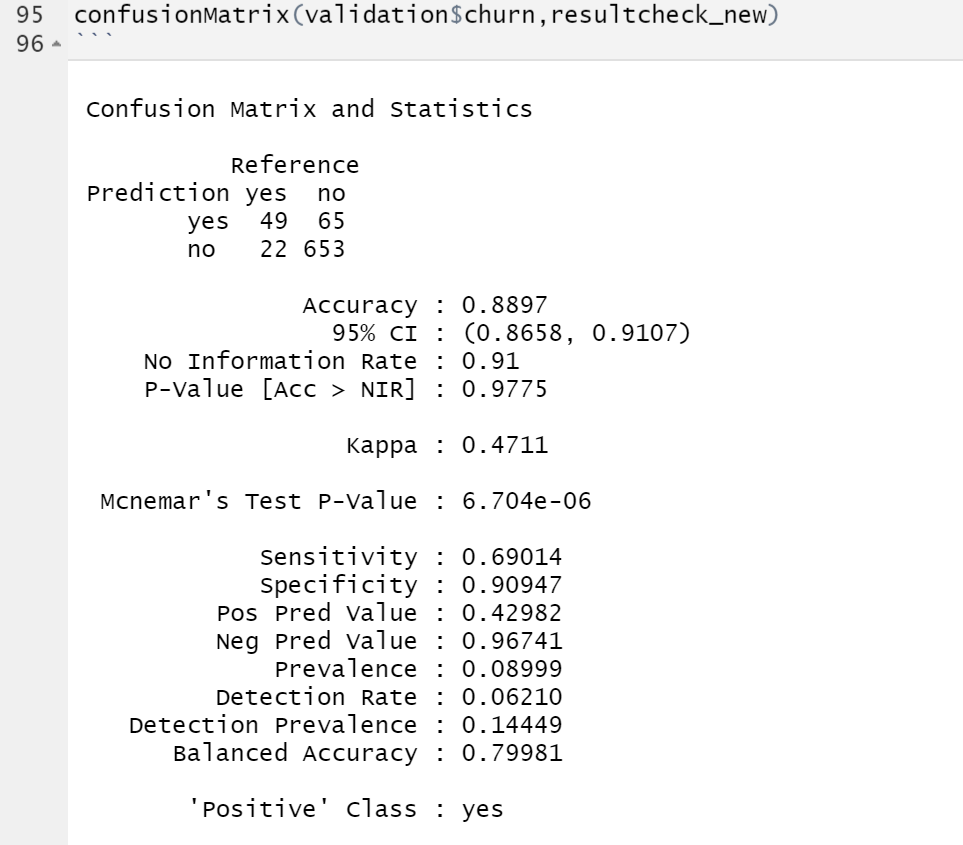 95 confusionMatrix(validation$churn,resultcheck_new)
96 ```
Confusion Matrix and Statistics
Reference
Prediction yes no
yes 49 65
no 22 653
Accuracy : 0.8897
95% CI : (0.8658, 0.9107)
No Information Rate : 0.91
P-Value [Acc > NIR] : 0.9775
Kappa : 0.4711
Mcnemar's Test P-Value : 6.704e-06
Sensitivity : 0.69014
Specificity : 0.90947
Pos Pred Value : 0.42982
Neg Pred Value : 0.96741
Prevalence : 0.08999
Detection Rate : 0.06210
Detection Prevalence : 0.14449
Balanced Accuracy : 0.79981
'Positive' Class : yes